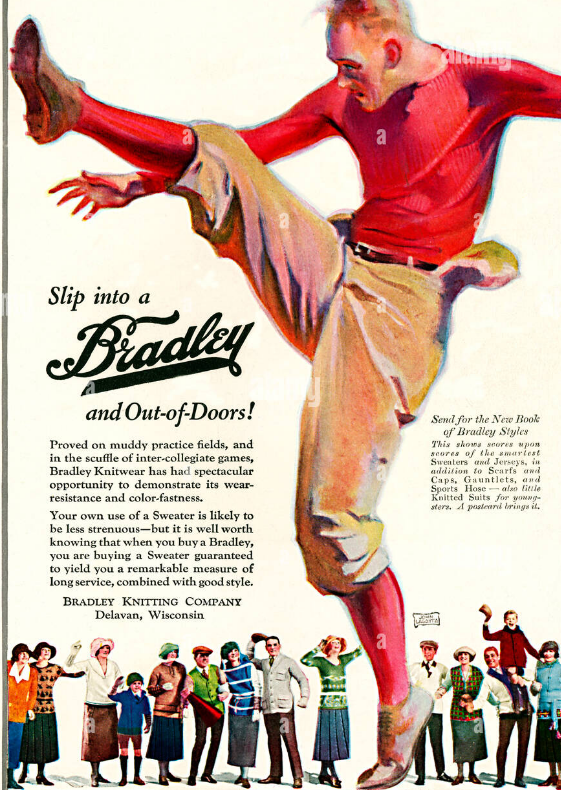 Slip into a
Bradley
and Out-of-Doors!
Proved on muddy practice fields, and
in the scuffle of inter-collegiate games,
Bradley Knitwear has had spectacular
opportunity to demonstrate its wear-
resistance and color-fastness.
Your own use of a Sweater is likely to
be less strenuous—but it is well worth
knowing that when you buy a Bradley,
you are buying a Sweater guaranteed
to yield you a remarkable measure of
long service, combined with good style.
BRADLEY KNITTING COMPANY
Delavan, Wisconsin
Send for the New Book
of Bradley Styles
This shows scores upon
scores of the smartest
Sweaters and Jerseys, in
addition to Scarfs and
Caps, Gauntlets, and
Sports Hose — also little
Knitted Suits for young-
sters. A postcard brings it.
JOHN
LAGATTA
alamy
a
a
a
a
a
a